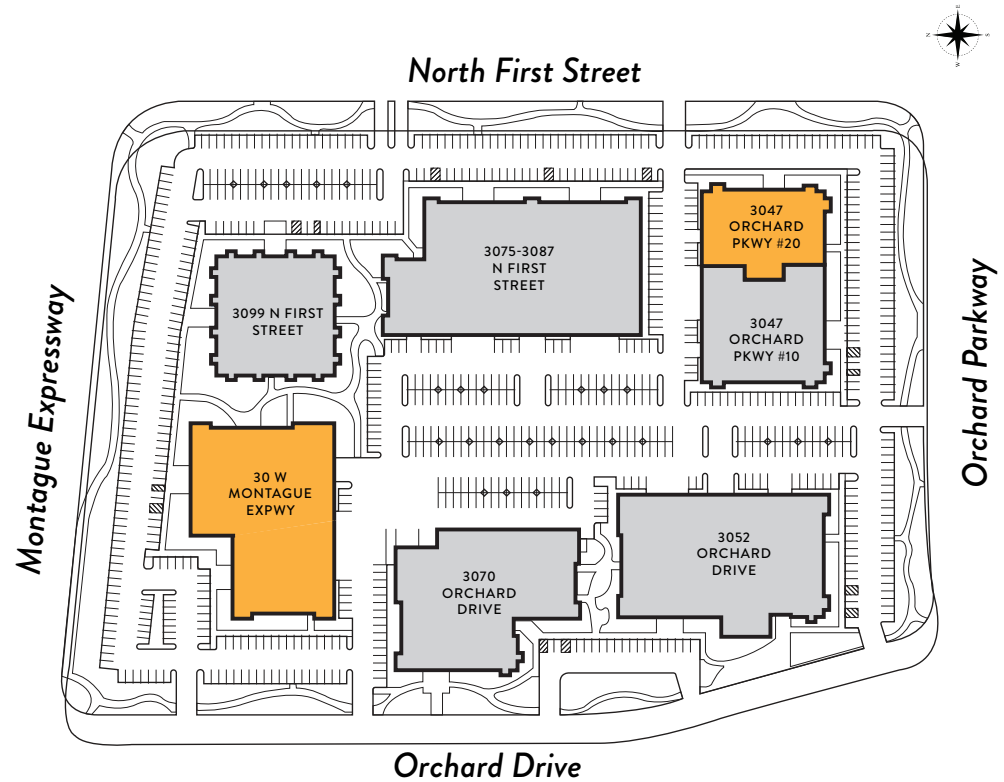 E
N
S
W
North First Street
3047
ORCHARD
PKWY #20
3075-3087
N FIRST
STREET
3099 N FIRST
STREET
3047
ORCHARD
PKWY #10
Montague Expressway
Orchard Parkway
30 W
MONTAGUE
EXPWY
3052
ORCHARD
DRIVE
3070
ORCHARD
DRIVE
Orchard Drive